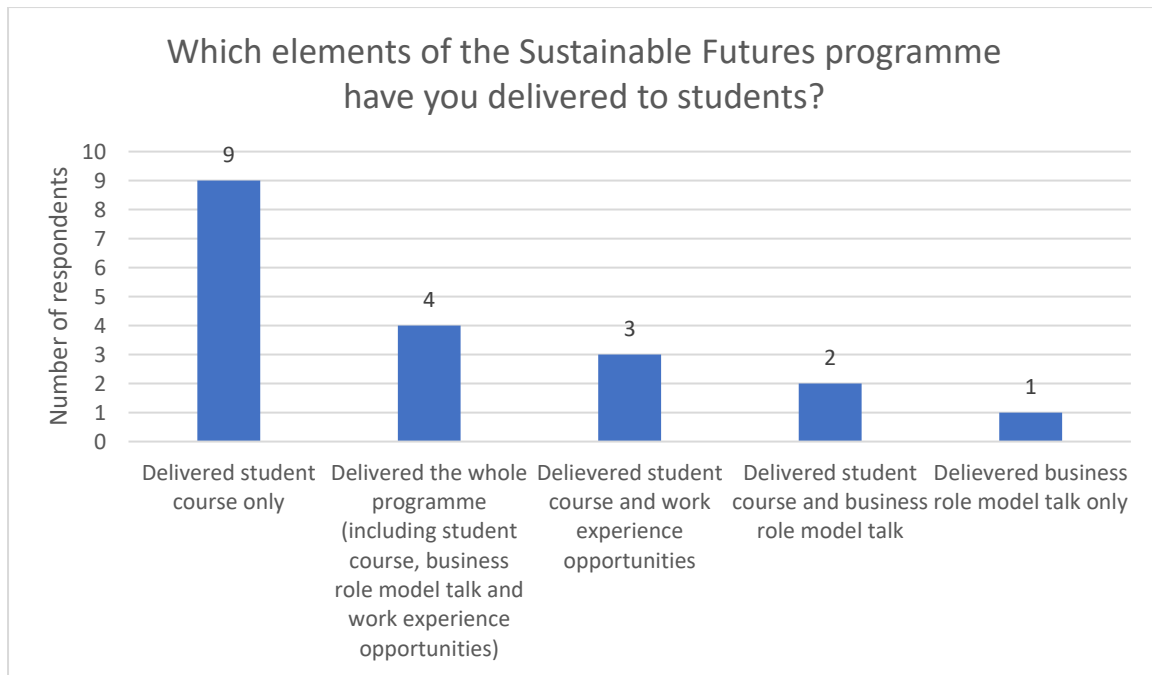 Which elements of the Sustainable Futures programme
have you delivered to students?
Number of respondents
10
9
8
7
6
5
4
3
2
1
0
9
4
3
2
1
Delivered student
course only
Delivered the whole
programme
(including student
course, business
role model talk and
work experience
opportunities)
Delievered student
course and work
experience
opportunities
Delivered student
course and business
role model talk
Delievered business
role model talk only